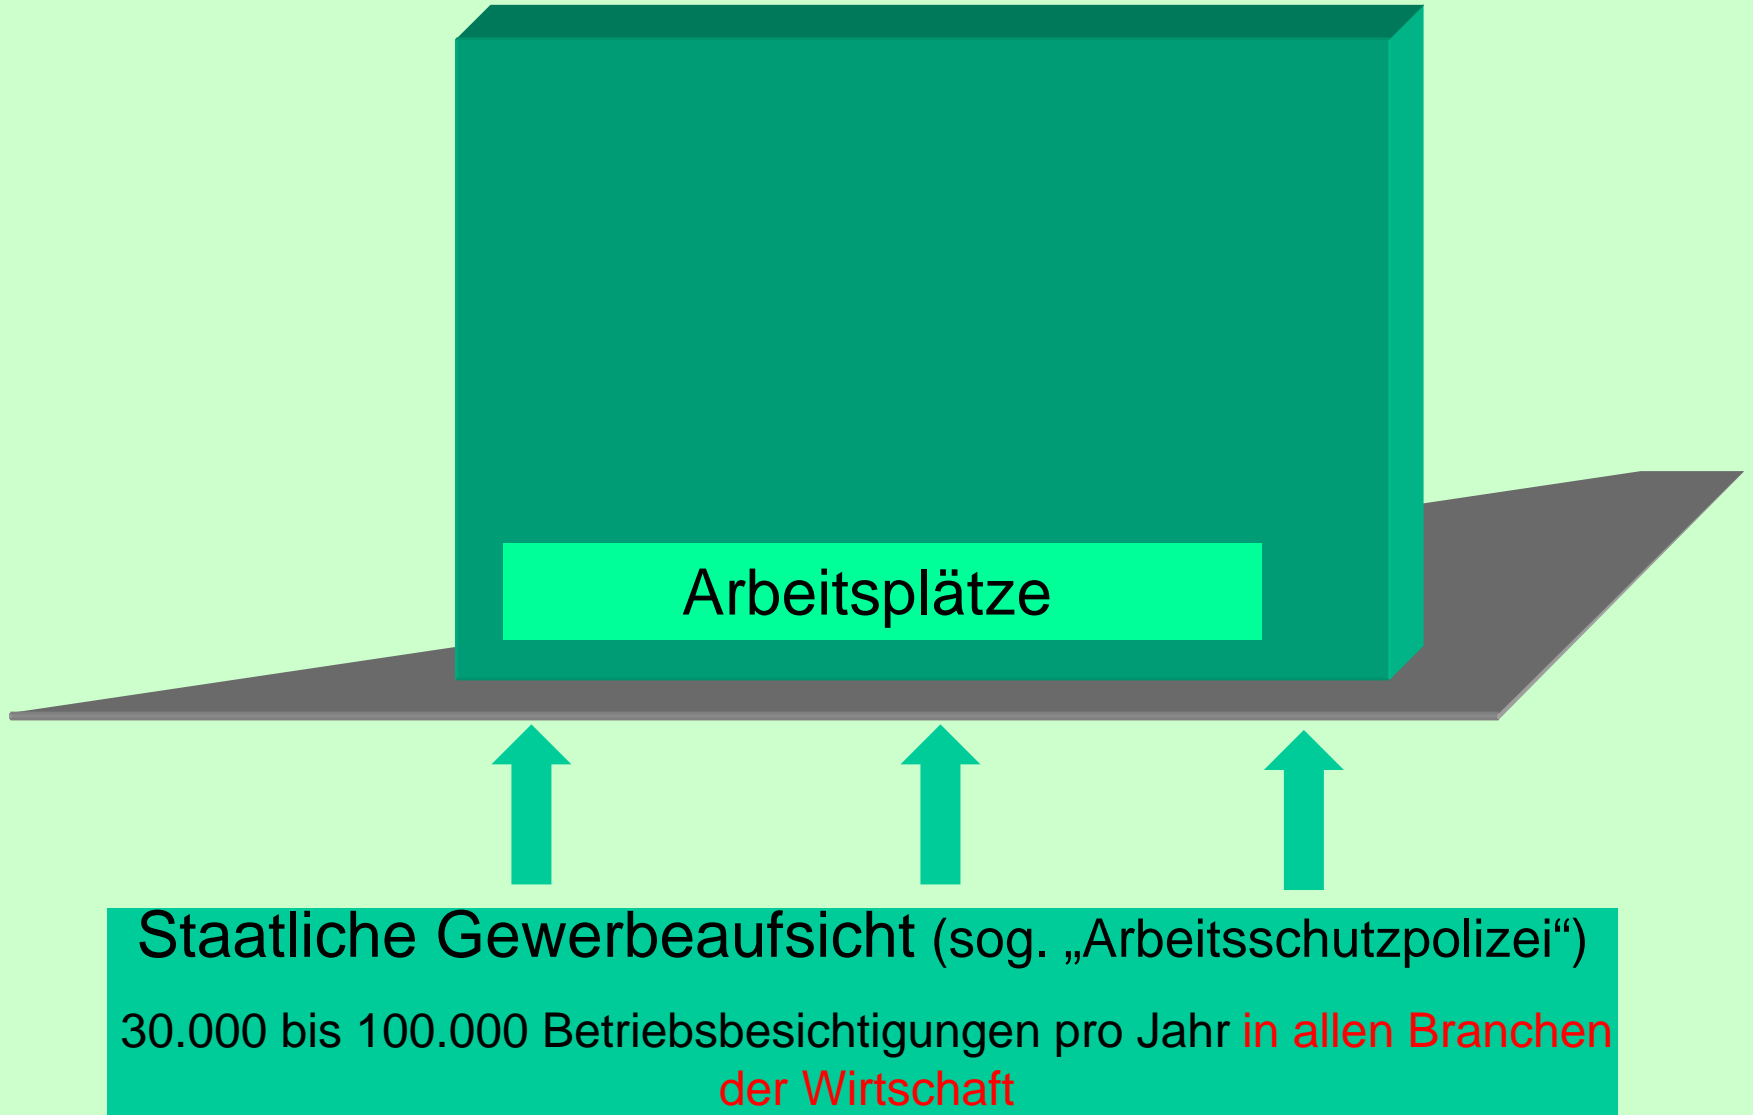 Arbeitsplätze
Staatliche Gewerbeaufsicht (sog. „Arbeitsschutzpolizei“)
30.000 bis 100.000 Betriebsbesichtigungen pro Jahr in allen Branchen
der Wirtschaft